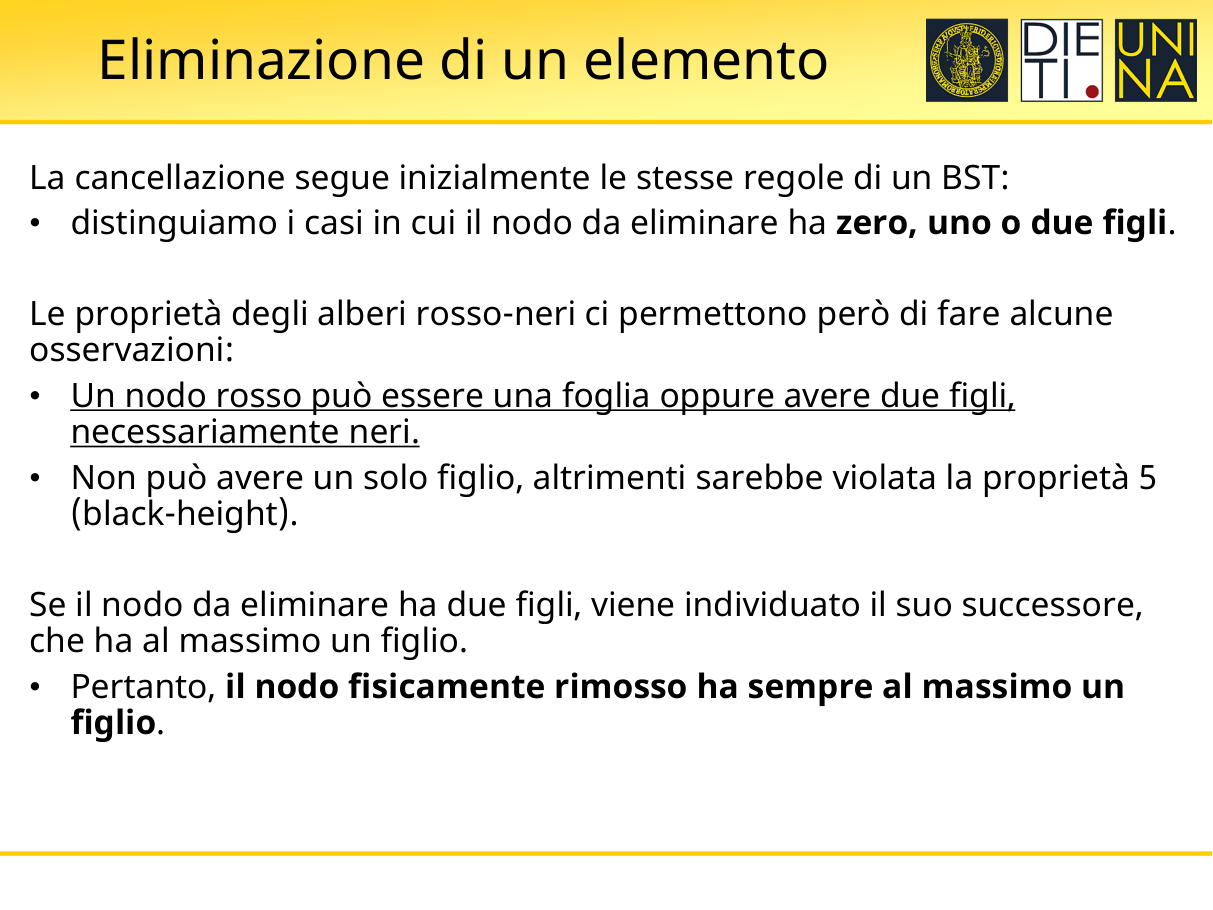 Eliminazione di un elemento
DIE
TI.
UNI
NA
La cancellazione segue inizialmente le stesse regole di un BST:
• distinguiamo i casi in cui il nodo da eliminare ha zero, uno o due figli.
Le proprietà degli alberi rosso-neri ci permettono però di fare alcune
osservazioni:
• Un nodo rosso può essere una foglia oppure avere due figli,
necessariamente neri.
• Non può avere un solo figlio, altrimenti sarebbe violata la proprietà 5
(black-height).
Se il nodo da eliminare ha due figli, viene individuato il suo successore,
che ha al massimo un figlio.
• Pertanto, il nodo fisicamente rimosso ha sempre al massimo un
figlio.